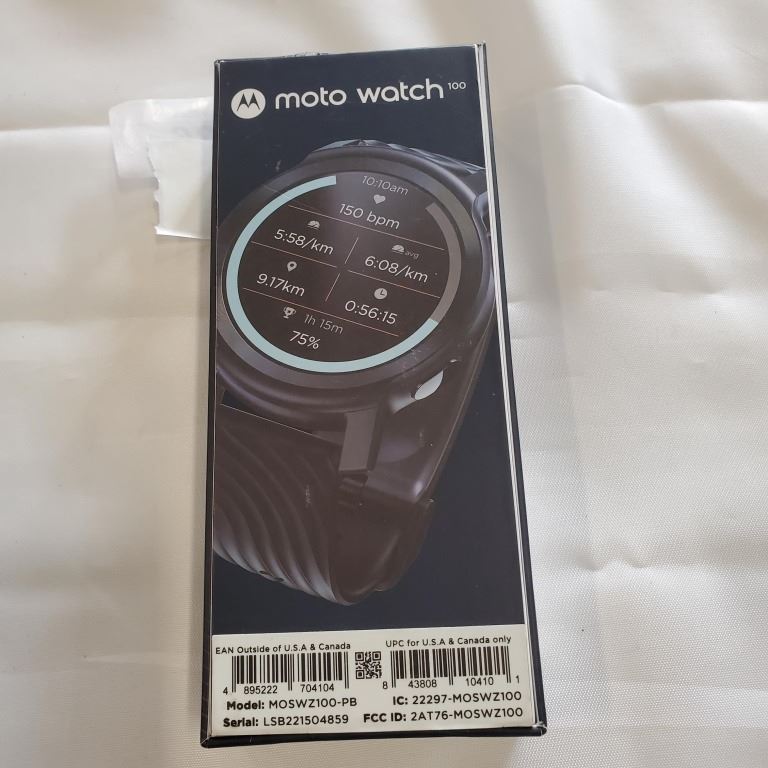 moto watch 100
10:10am
150 bpm
5:58/km
avg
6:08/km
9.17km
0:56:15
1h 15m
75%
EAN Outside of U.S.A & Canada
UPC for U.S.A & Canada only
4 895222 704104
8 43808 10410 1
Model: MOSWZ100-PB
IC: 22297-MOSWZ100
Serial: LSB221504859
FCC ID: 2AT76-MOSWZ100